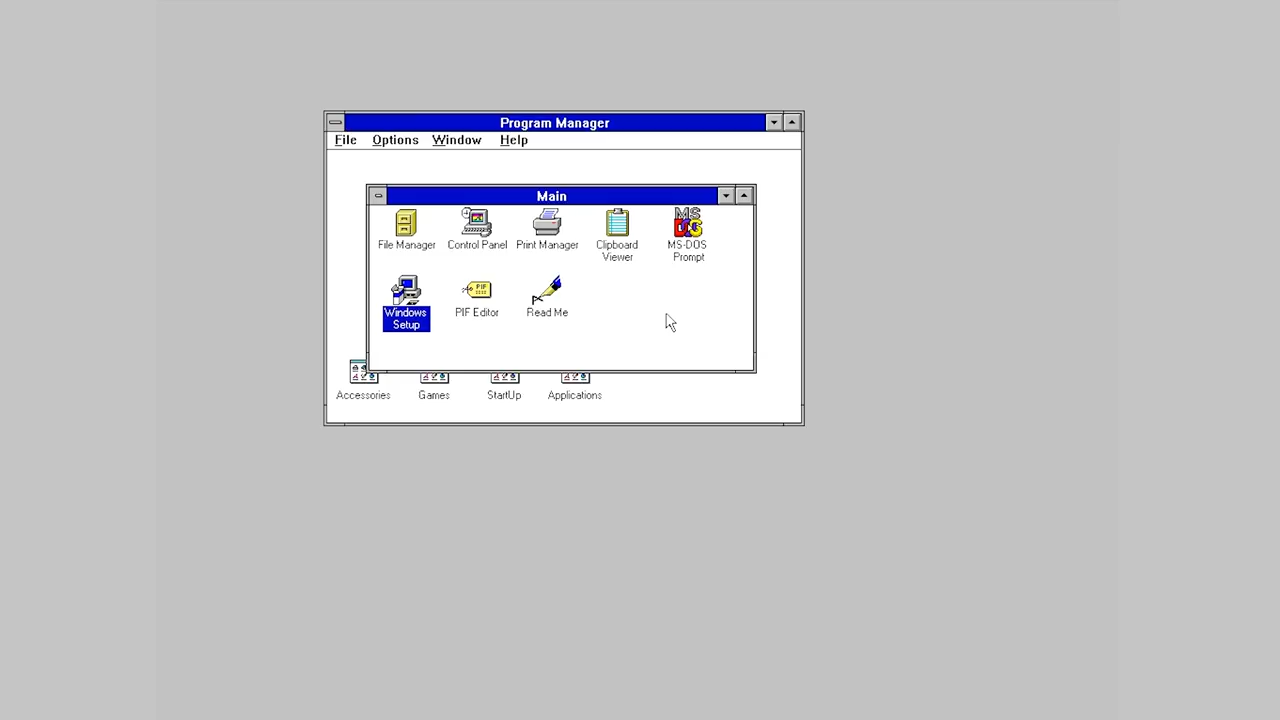 Program Manager
File Options Window Help
Main
File Manager Control Panel Print Manager Clipboard Viewer MS-DOS Prompt
Windows Setup PIF Editor Read Me
Accessories Games StartUp Applications